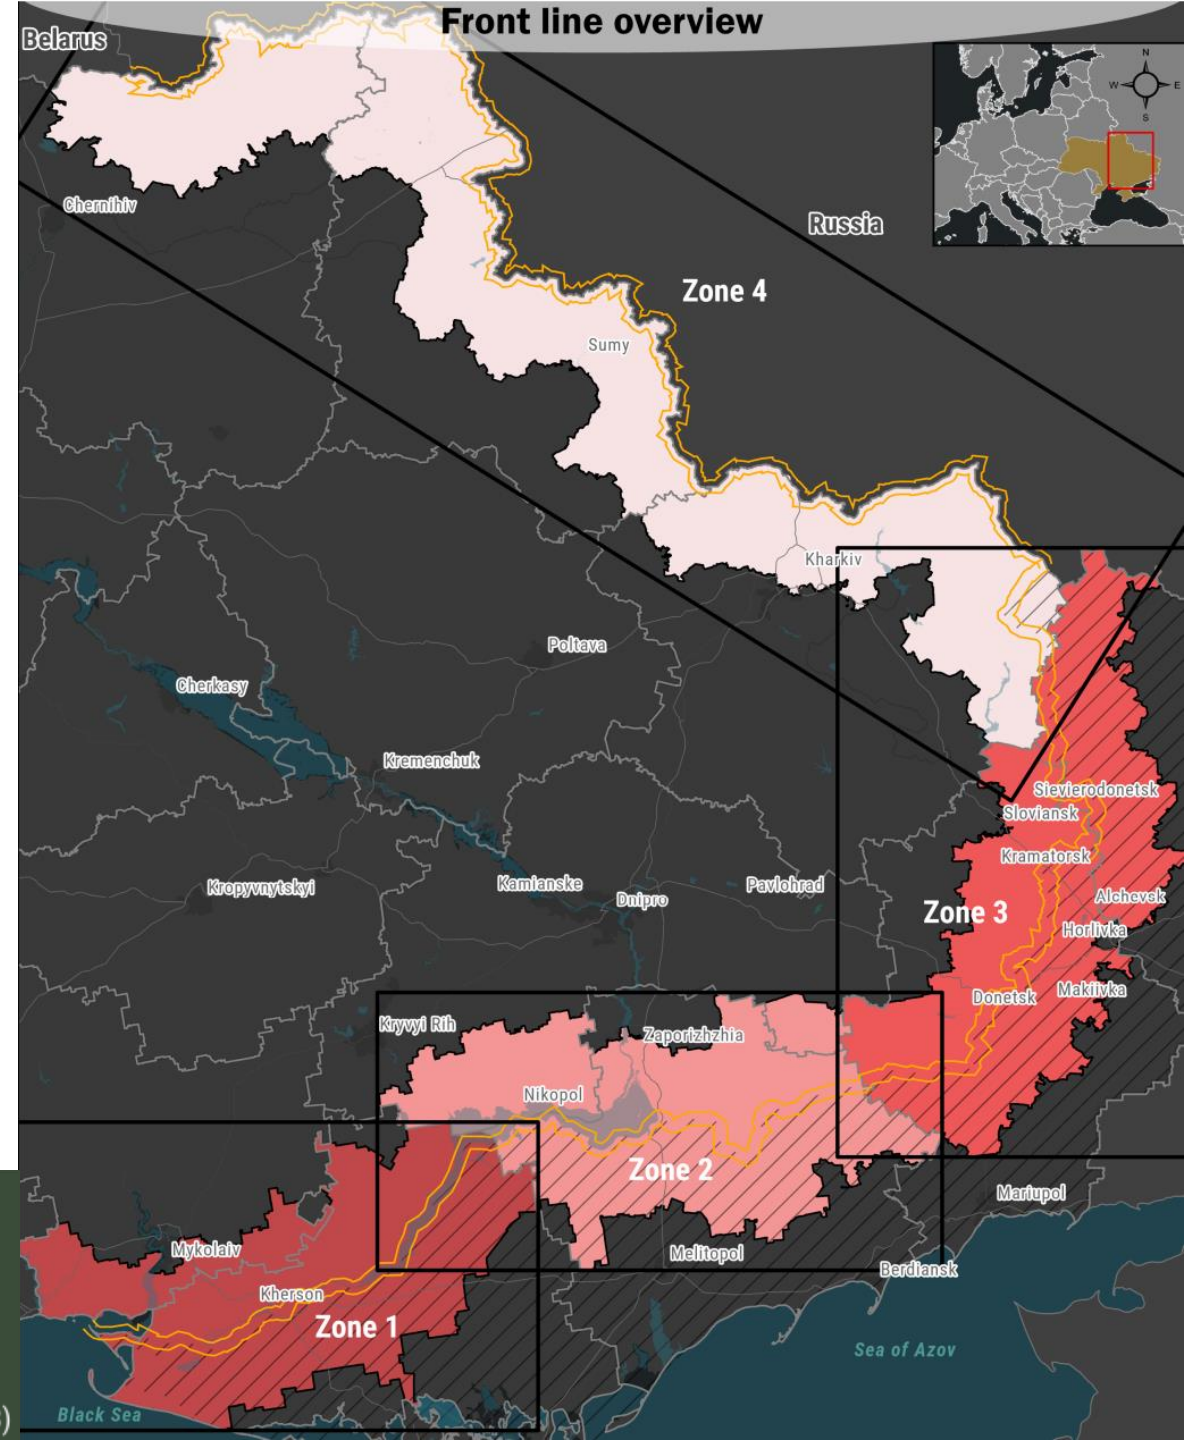 Front line overview
Belarus
N
W E
S
Chernihiv
Russia
Zone 4
Sumy
Kharkiv
Poltava
Cherkasy
Kremenchuk
Sievierodonetsk
Sloviansk
Kramatorsk
Kropyvnytskyi
Kamianske
Dnipro
Pavlohrad
Alchevsk
Zone 3
Horlivka
Donetsk
Makiivka
Kryvyi Rih
Zaporizhzhia
Nikopol
Zone 2
Mariupol
Mykolaiv
Melitopol
Berdiansk
Kherson
Zone 1
Sea of Azov
Black Sea